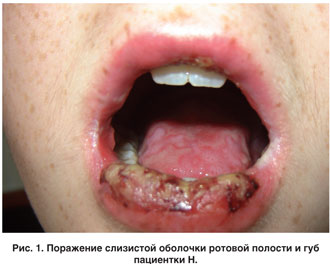 Рис. 1. Поражение слизистой оболочки ротовой полости и губ
пациентки Н.